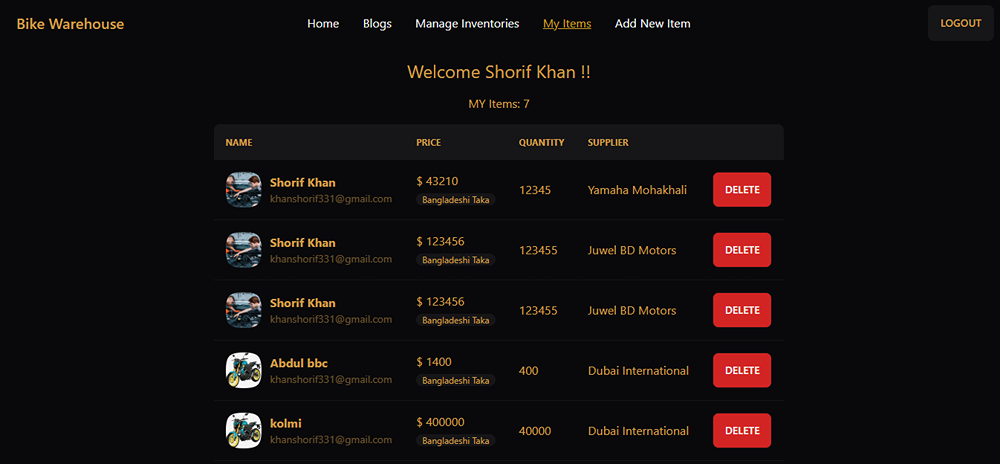 Bike Warehouse Home Blogs Manage Inventories My Items Add New Item LOGOUT
Welcome Shorif Khan !!
MY Items: 7
NAME PRICE QUANTITY SUPPLIER
Shorif Khan $ 43210 12345 Yamaha Mohakhali DELETE
khanshorif331@gmail.com Bangladeshi Taka
Shorif Khan $ 123456 123455 Juwel BD Motors DELETE
khanshorif331@gmail.com Bangladeshi Taka
Shorif Khan $ 123456 123455 Juwel BD Motors DELETE
khanshorif331@gmail.com Bangladeshi Taka
Abdul bbc $ 1400 400 Dubai International DELETE
khanshorif331@gmail.com Bangladeshi Taka
kolmi $ 400000 40000 Dubai International DELETE
khanshorif331@gmail.com Bangladeshi Taka